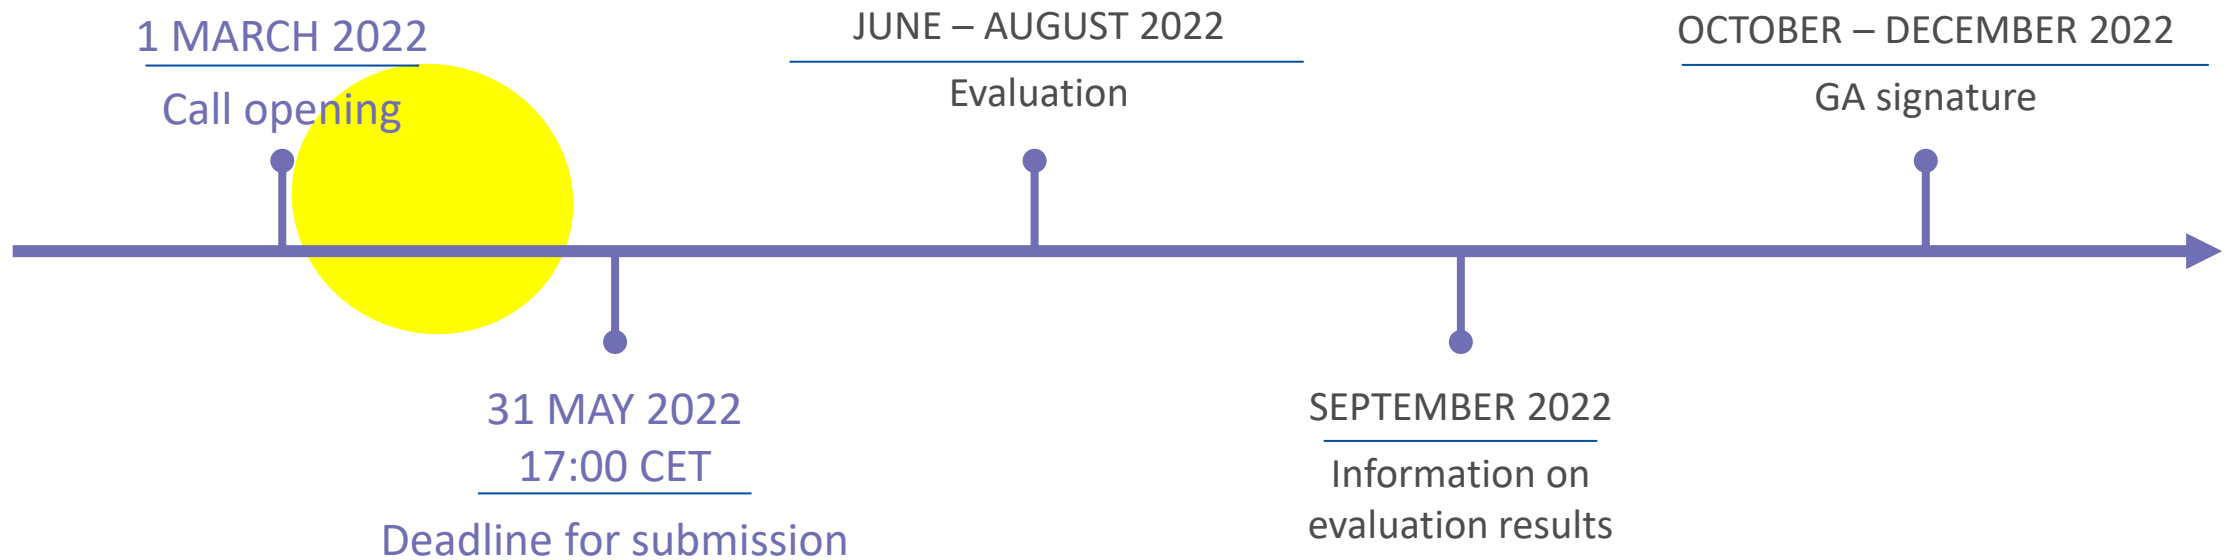 1 MARCH 2022
Call opening
31 MAY 2022
17:00 CET
Deadline for submission
JUNE – AUGUST 2022
Evaluation
SEPTEMBER 2022
Information on
evaluation results
OCTOBER – DECEMBER 2022
GA signature